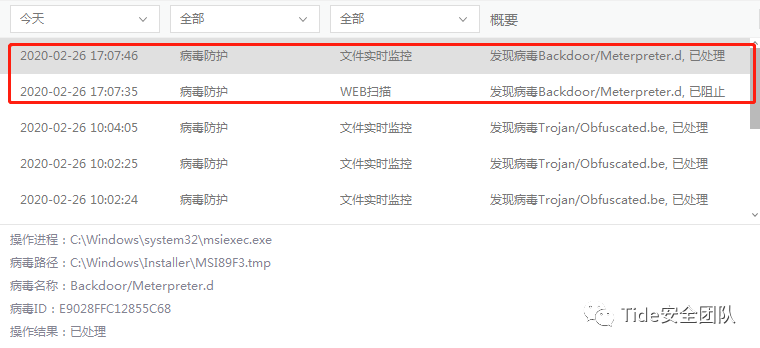 今天 全部 全部 概要
2020-02-26 17:07:46 病毒防护 文件实时监控 发现病毒Backdoor/Meterpreter.d, 已处理
2020-02-26 17:07:35 病毒防护 WEB扫描 发现病毒Backdoor/Meterpreter.d, 已阻止
2020-02-26 10:04:05 病毒防护 文件实时监控 发现病毒Trojan/Obfuscated.be, 已处理
2020-02-26 10:02:25 病毒防护 文件实时监控 发现病毒Trojan/Obfuscated.be, 已处理
2020-02-26 10:02:24 病毒防护 文件实时监控 发现病毒Trojan/Obfuscated.be, 已处理
操作进程：C:\Windows\system32\msiexec.exe
病毒路径：C:\Windows\Installer\MSI89F3.tmp
病毒名称：Backdoor/Meterpreter.d
病毒ID：E9028FFC12855C68
操作结果：已处理
Tide安全团队